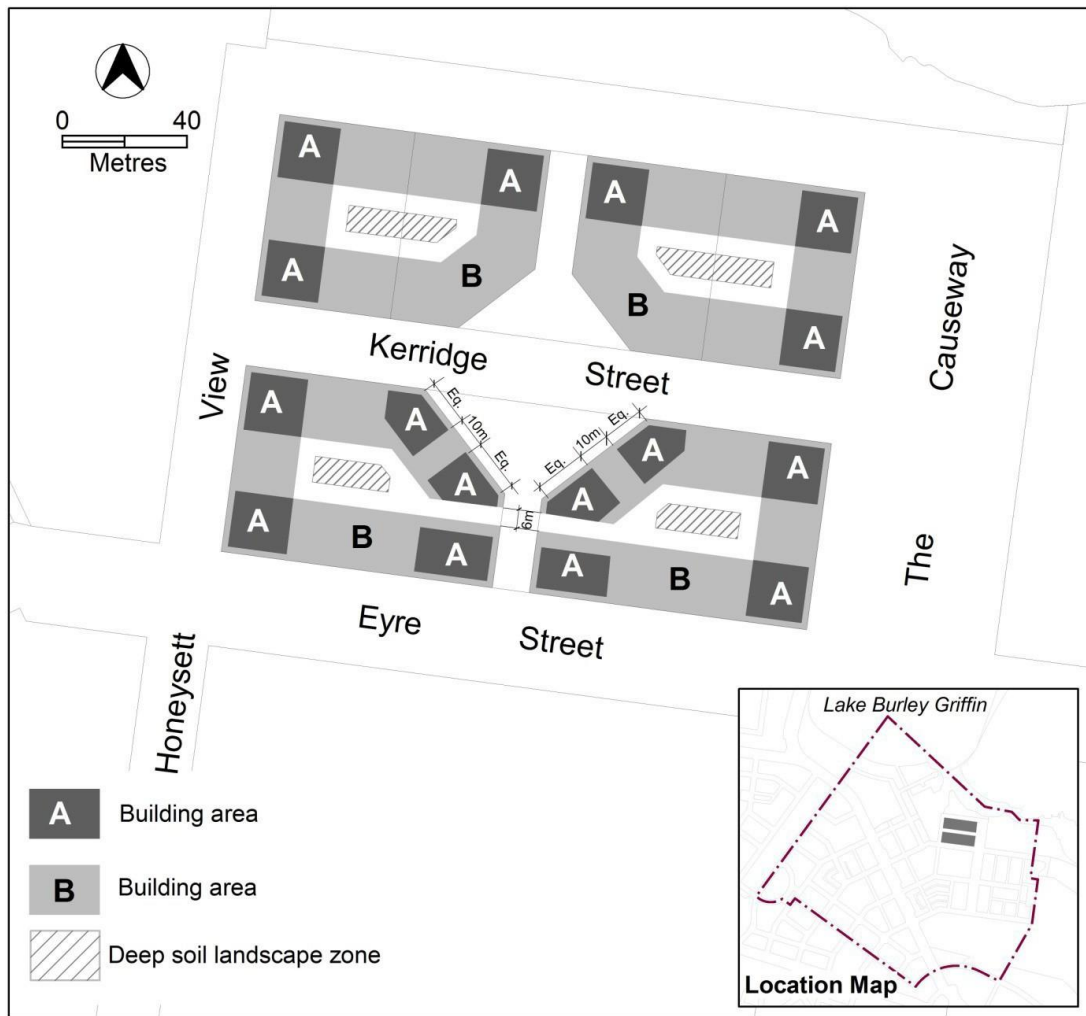 0 40
Metres
A
A
A
A
A
A
B
B
A
A
Kerridge Street
Causeway
View
Eq.
10m
Eq.
Eq.
10m
Eq.
A
A
A
A
A
A
6m
A
B
A
A
B
A
The
Eyre Street
Honeysett
A Building area
B Building area
Deep soil landscape zone
Lake Burley Griffin
Location Map